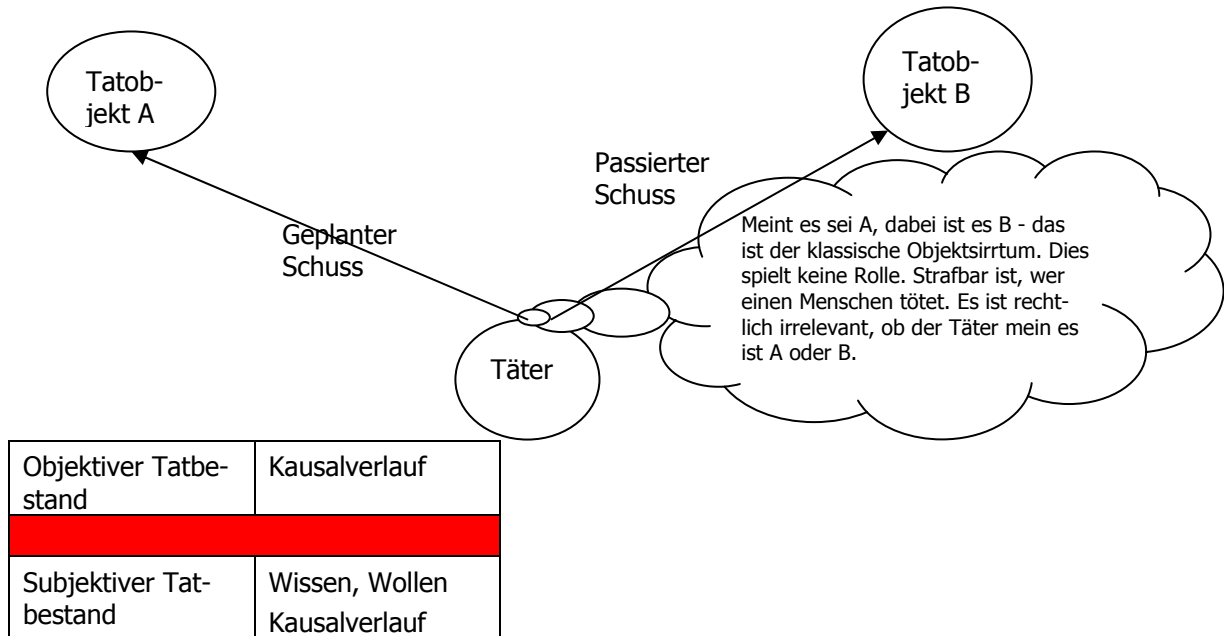 Tatob-
jekt A
Tatob-
jekt B
Passierter
Schuss
Geplanter
Schuss
Meint es sei A, dabei ist es B - das
ist der klassische Objektsirrtum. Dies
spielt keine Rolle. Strafbar ist, wer
einen Menschen tötet. Es ist recht-
lich irrelevant, ob der Täter mein es
ist A oder B.
Täter
Objektiver Tatbe-
stand
Kausalverlauf
Subjektiver Tat-
bestand
Wissen, Wollen
Kausalverlauf